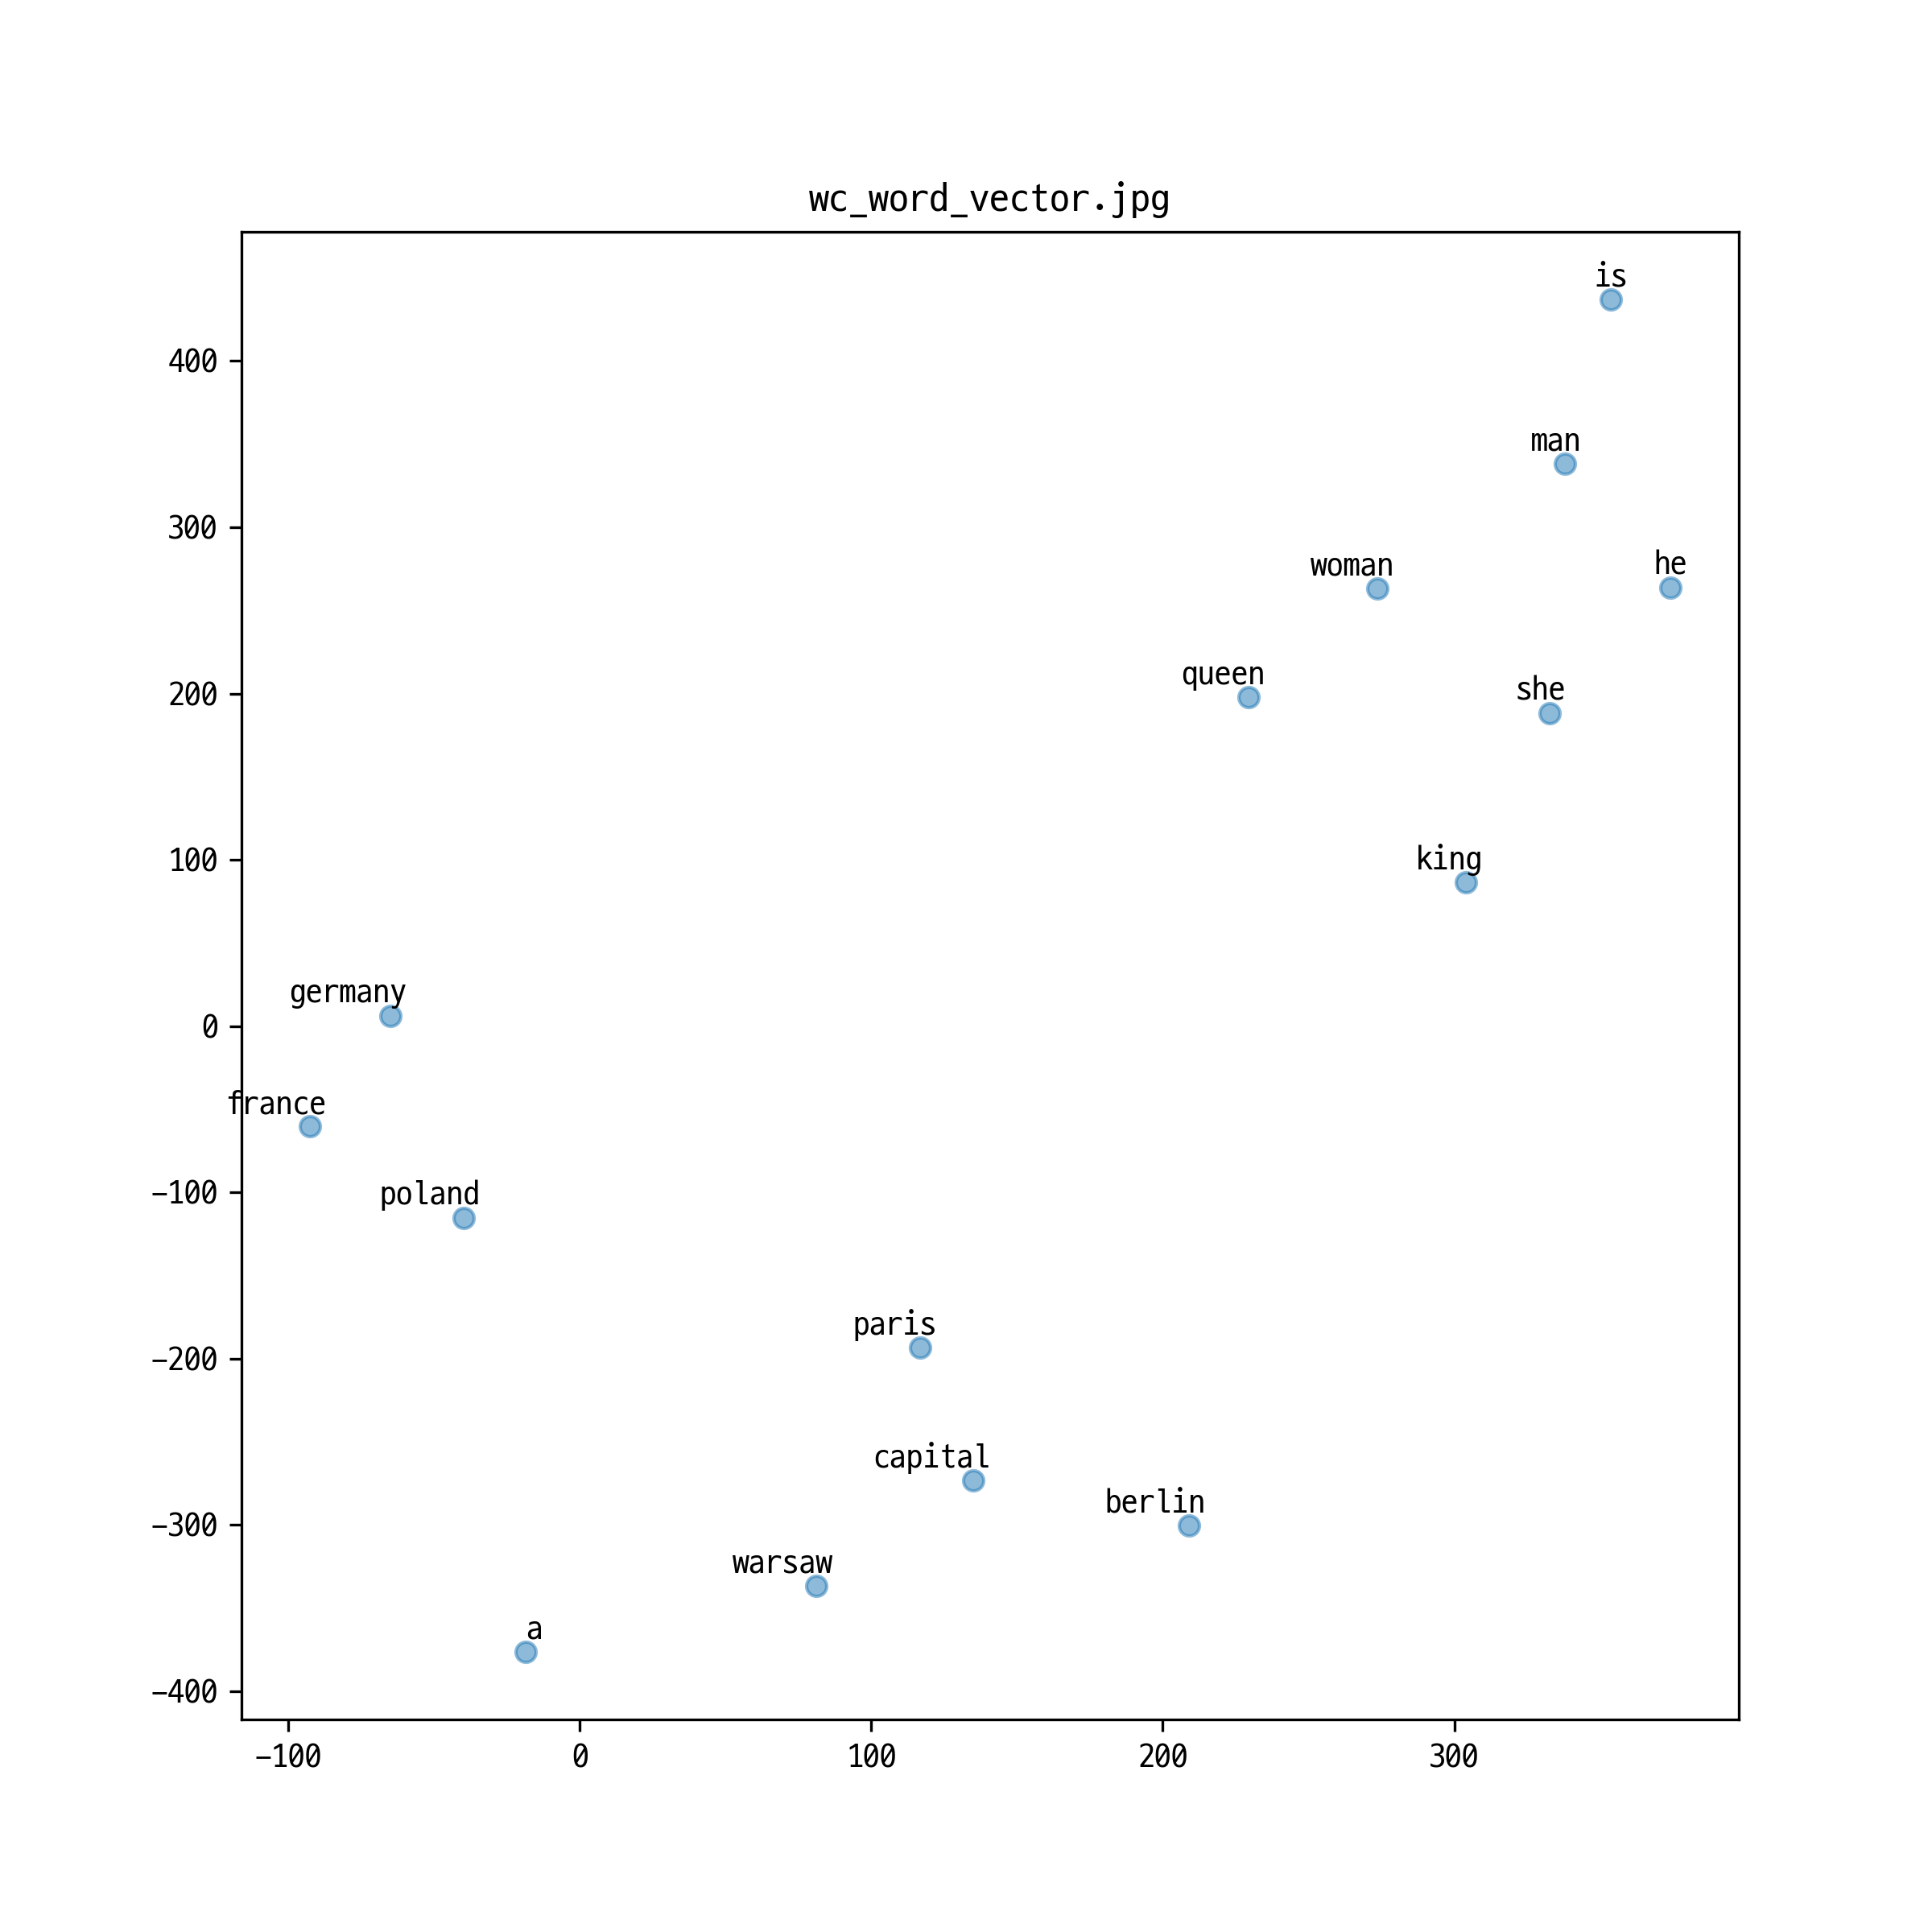 wc_word_vector.jpg
is
400
man
300
woman
he
queen
200
she
100
king
germany
0
france
−100
poland
paris
−200
capital
berlin
−300
warsaw
a
−400
−100 0 100 200 300